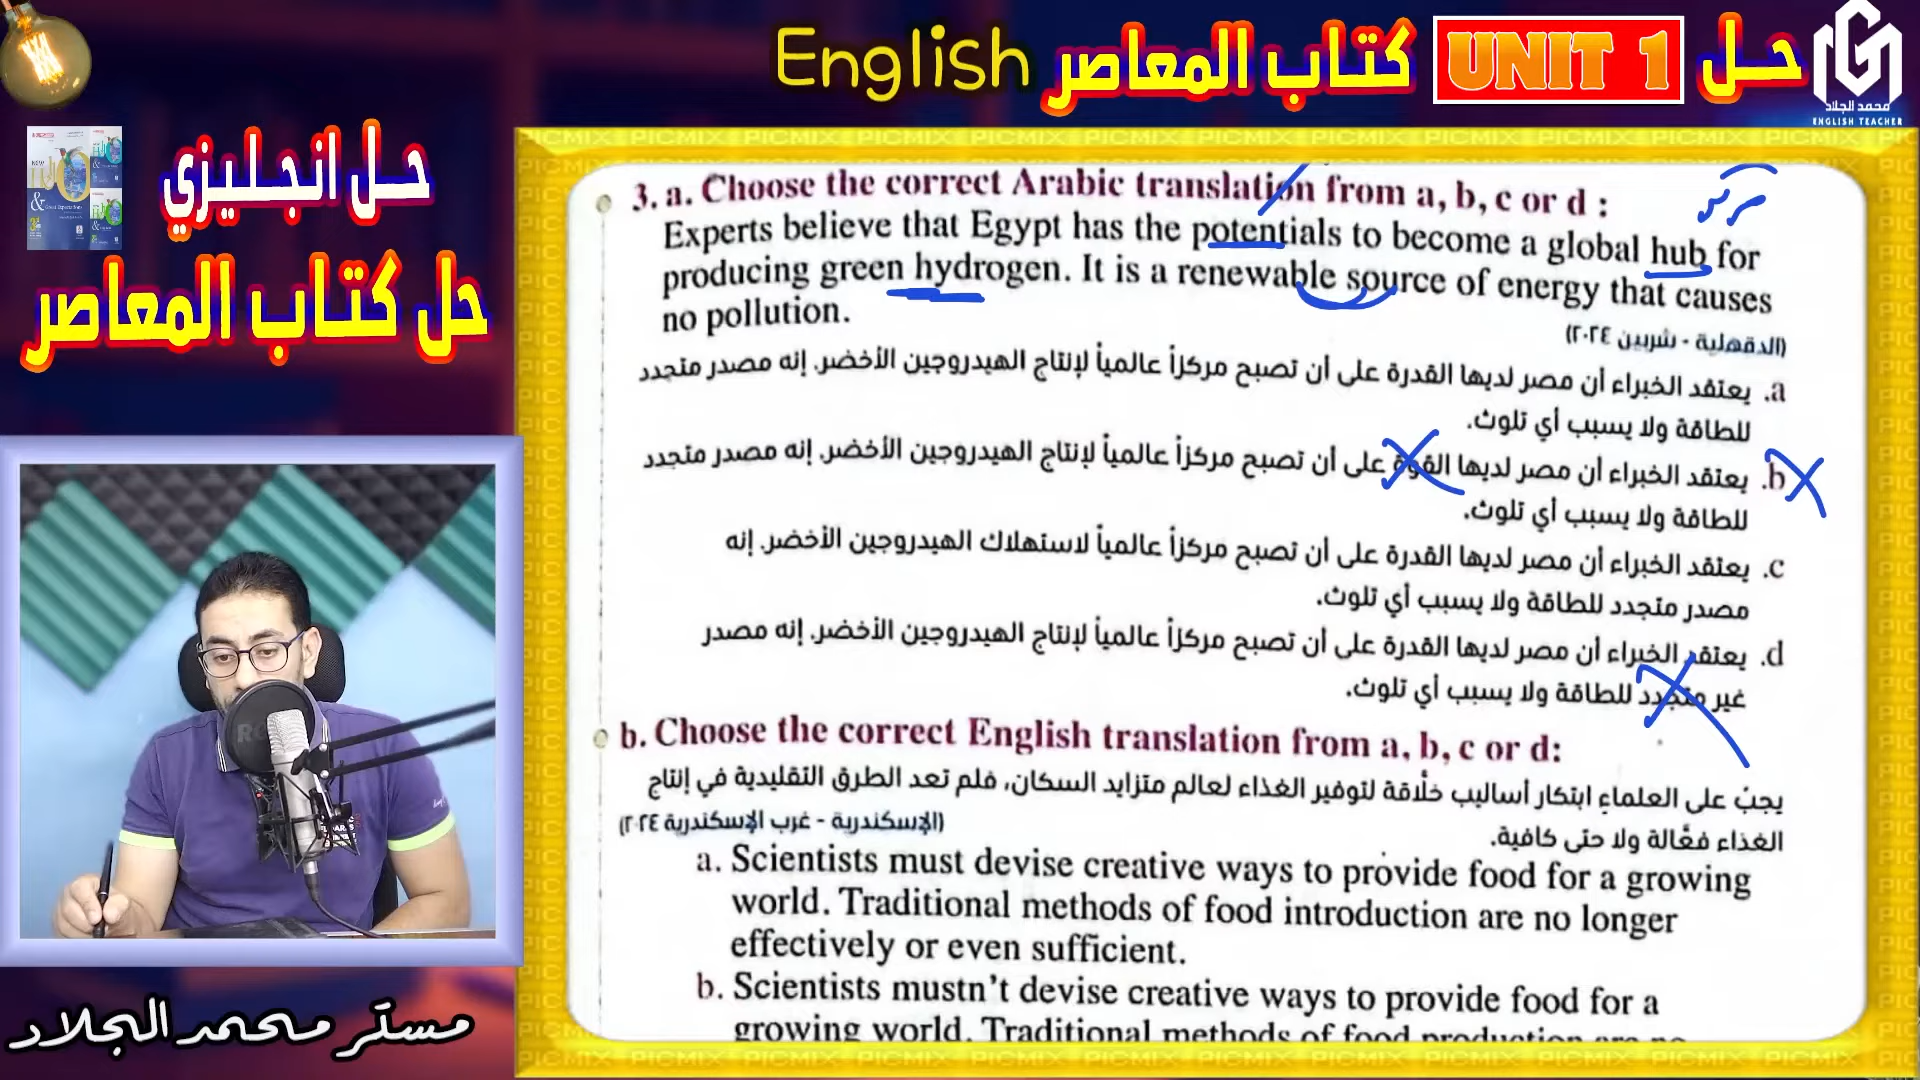 حل UNIT 1 كتاب المعاصر English
محمد الجلاد
ENGLISH TEACHER
حل انجليزي
حل كتاب المعاصر
3. a. Choose the correct Arabic translation from a, b, c or d :
Experts believe that Egypt has the potentials to become a global hub for
producing green hydrogen. It is a renewable source of energy that causes
no pollution.
(الدقهلية - شربين ٢٠٢٤)
a. يعتقد الخبراء أن مصر لديها القدرة على أن تصبح مركزاً عالمياً لإنتاج الهيدروجين الأخضر. إنه مصدر متجدد
للطاقة ولا يسبب أي تلوث.
b. يعتقد الخبراء أن مصر لديها القوة على أن تصبح مركزاً عالمياً لإنتاج الهيدروجين الأخضر. إنه مصدر متجدد
للطاقة ولا يسبب أي تلوث.
c. يعتقد الخبراء أن مصر لديها القدرة على أن تصبح مركزاً عالمياً لاستهلاك الهيدروجين الأخضر. إنه
مصدر متجدد للطاقة ولا يسبب أي تلوث.
d. يعتقد الخبراء أن مصر لديها القدرة على أن تصبح مركزاً عالمياً لإنتاج الهيدروجين الأخضر. إنه مصدر
غير متجدد للطاقة ولا يسبب أي تلوث.
b. Choose the correct English translation from a, b, c or d:
يجبُ على العلماءِ ابتكار أساليب خلَّاقة لتوفير الغذاء لعالم متزايد السكان، فلم تعد الطرق التقليدية في إنتاج
الغذاء فعَّالة ولا حتى كافية.
(الإسكندرية - غرب الإسكندرية ٢٠٢٤)
a. Scientists must devise creative ways to provide food for a growing
world. Traditional methods of food introduction are no longer
effectively or even sufficient.
b. Scientists mustn't devise creative ways to provide food for a
growing world. Traditional methods of food production are no
مستر محمد الجلاد